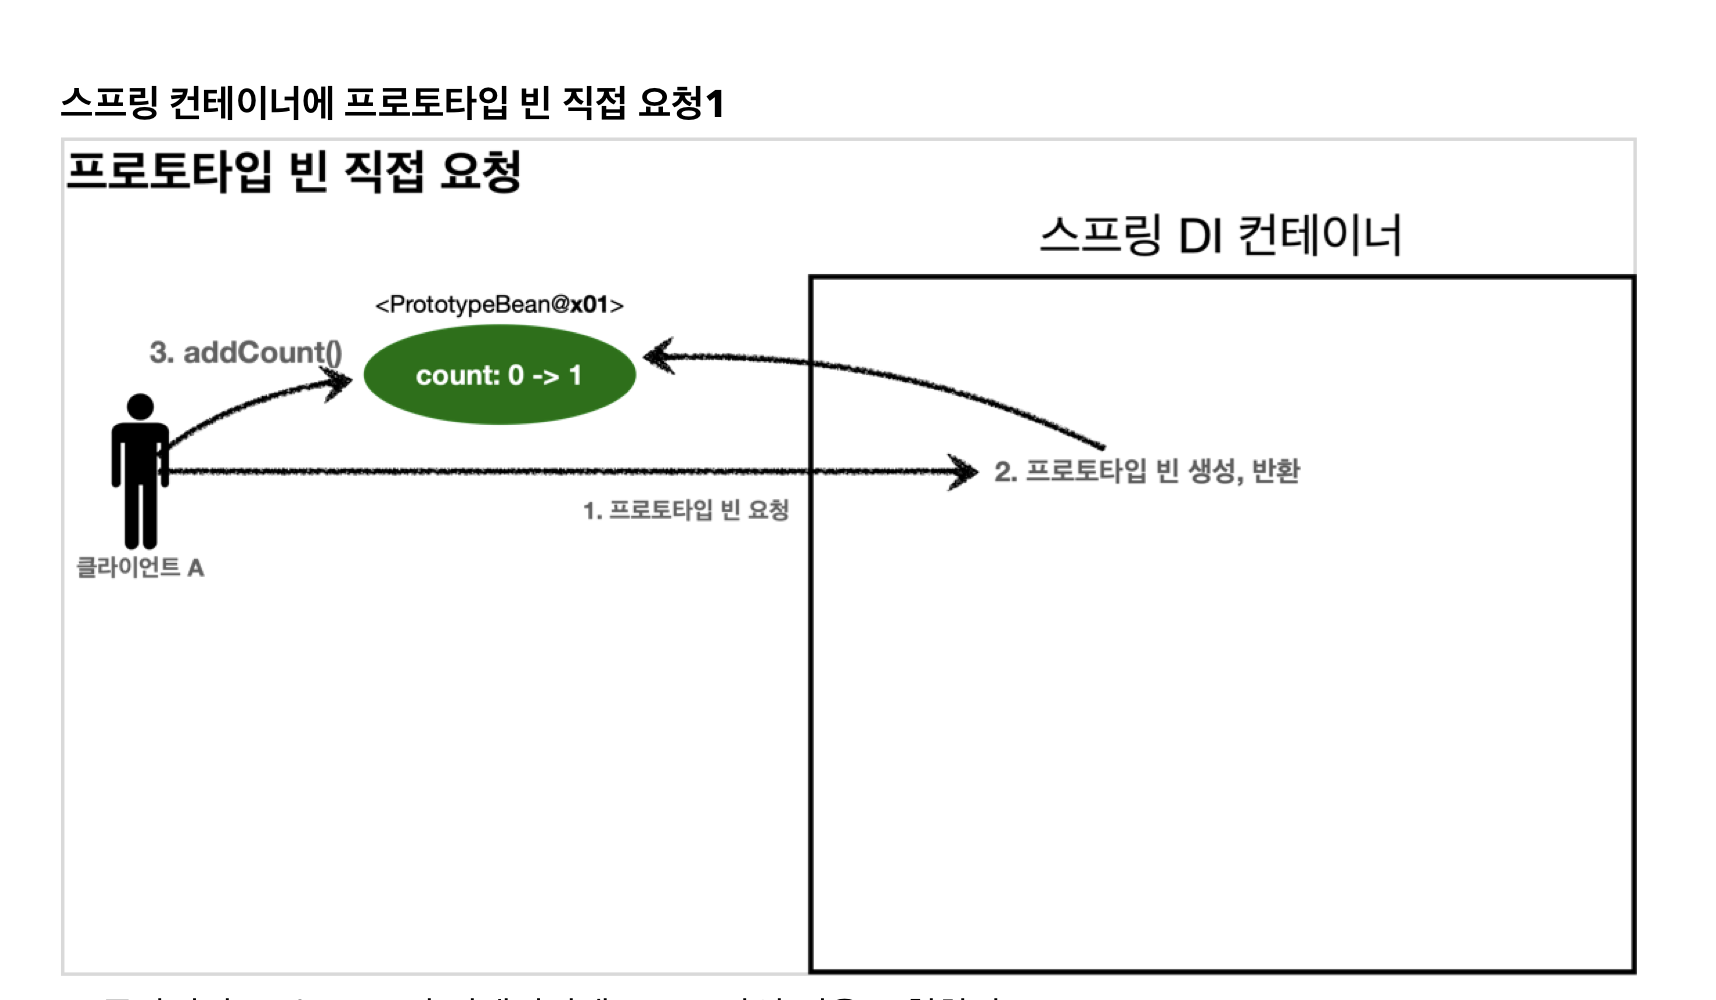 스프링 컨테이너에 프로토타입 빈 직접 요청1
프로토타입 빈 직접 요청
스프링 DI 컨테이너
<PrototypeBean@x01>
3. addCount()
count: 0 -> 1
2. 프로토타입 빈 생성, 반환
1. 프로토타입 빈 요청
클라이언트 A